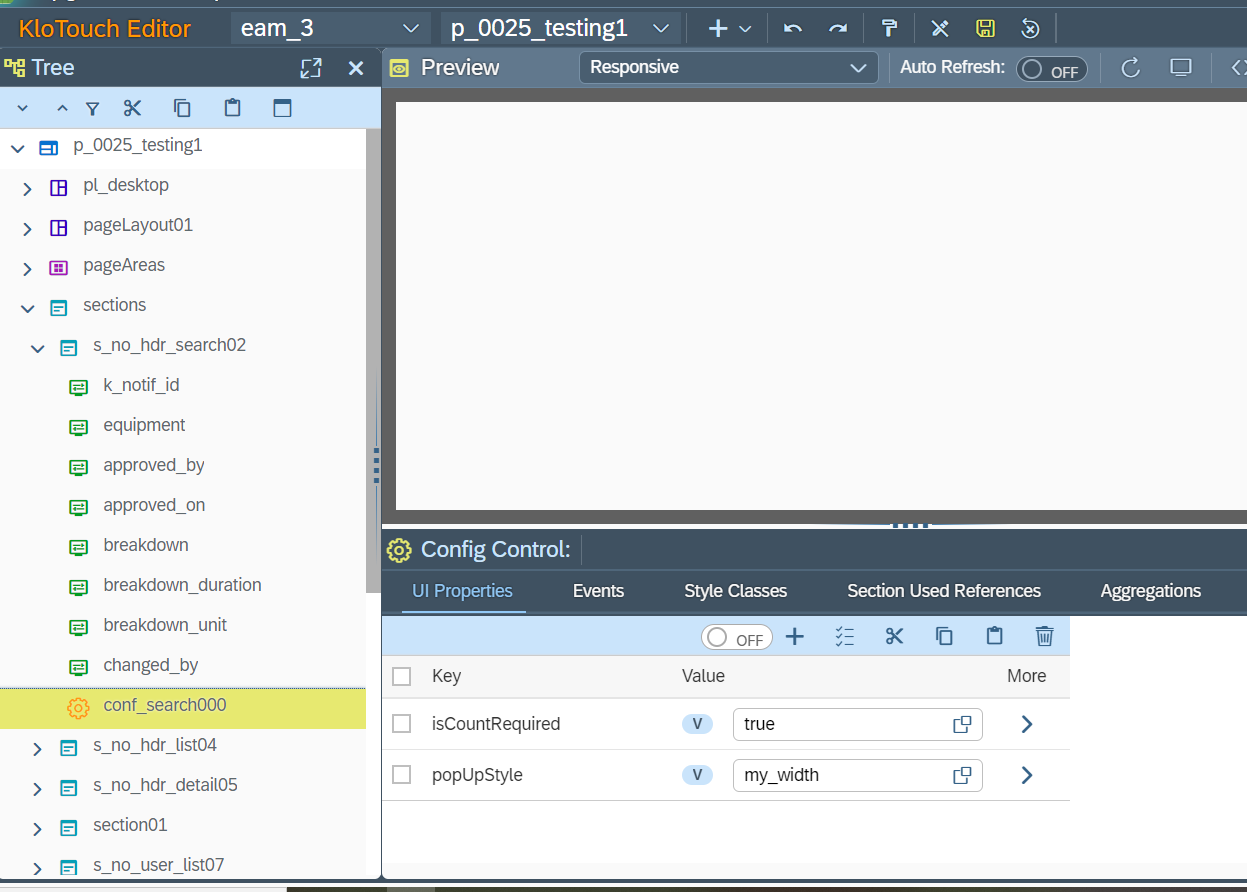 KloTouch Editor eam_3 p_0025_testing1
Tree
Preview Responsive Auto Refresh: OFF
p_0025_testing1
pl_desktop
pageLayout01
pageAreas
sections
s_no_hdr_search02
k_notif_id
equipment
approved_by
approved_on
breakdown
breakdown_duration
breakdown_unit
changed_by
conf_search000
s_no_hdr_list04
s_no_hdr_detail05
section01
s_no_user_list07
Config Control:
UI Properties Events Style Classes Section Used References Aggregations
OFF
Key Value More
isCountRequired V true
popUpStyle V my_width